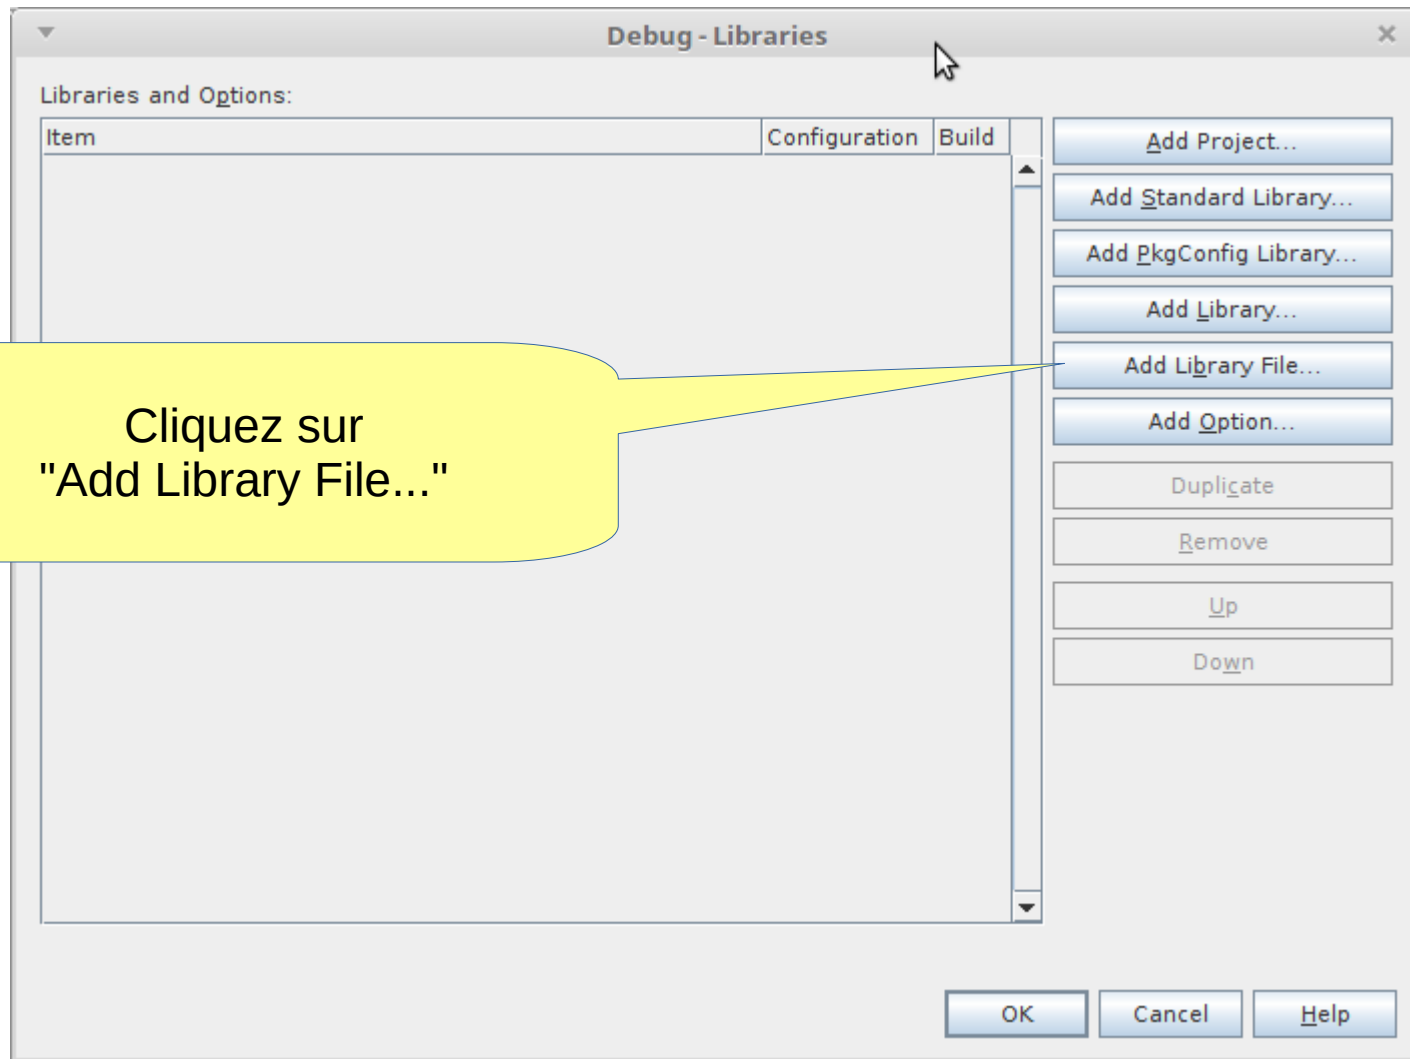 Debug - Libraries
Libraries and Options:
Item Configuration Build
Add Project...
Add Standard Library...
Add PkgConfig Library...
Add Library...
Add Library File...
Add Option...
Duplicate
Remove
Up
Down
Cliquez sur
"Add Library File..."
OK Cancel Help